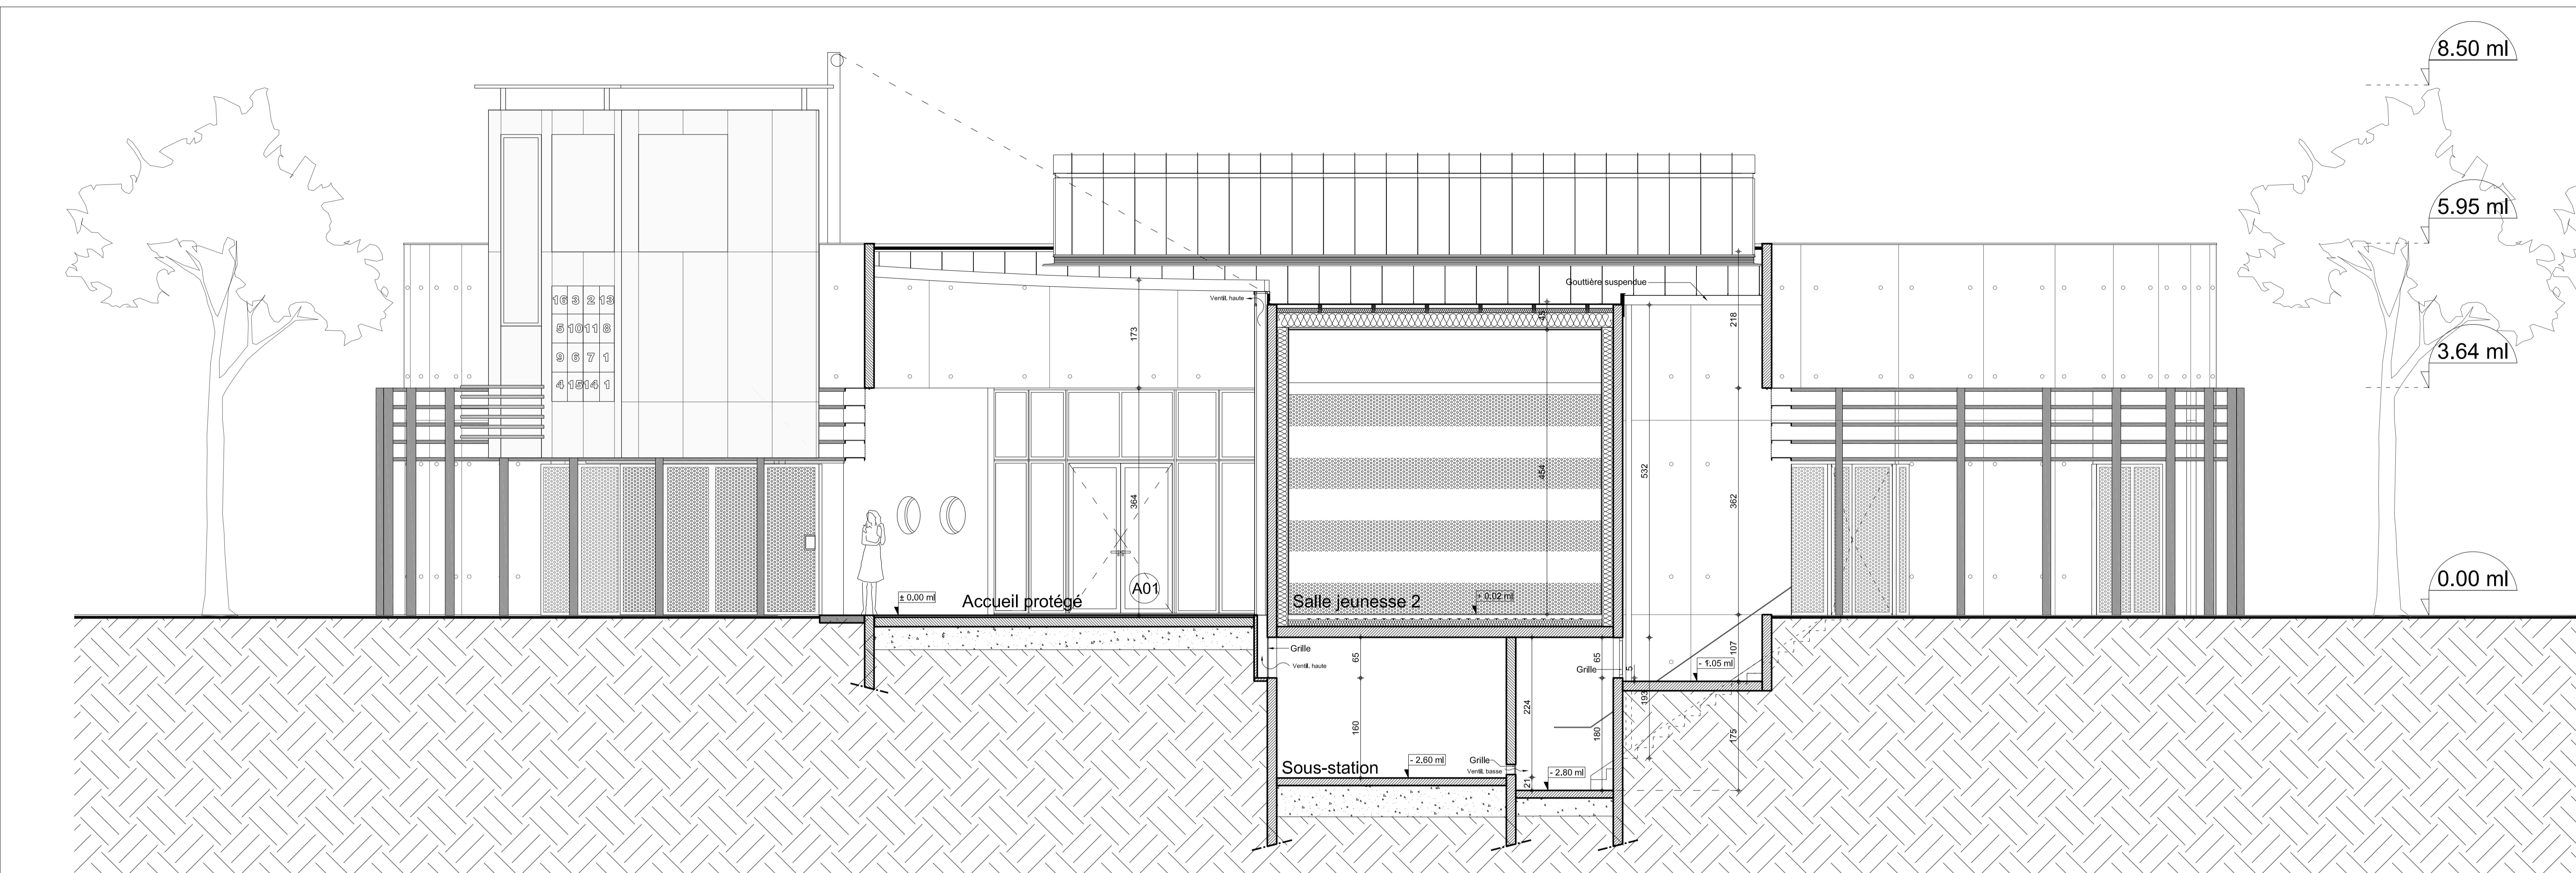 8.50 ml
5.95 ml
3.64 ml
0.00 ml
16 3 2 13
5 10 11 8
9 6 7 1
4 15 14 1
Ventil. haute
Gouttière suspendue
173
364
45
454
532
218
362
A01
± 0.00 ml
Accueil protégé
Salle jeunesse 2
+ 0.02 ml
Grille
Ventil. haute
65
160
224
21
65
180
Grille
5
193
107
175
- 1.05 ml
Sous-station
- 2.60 ml
Grille
Ventil. basse
- 2.80 ml